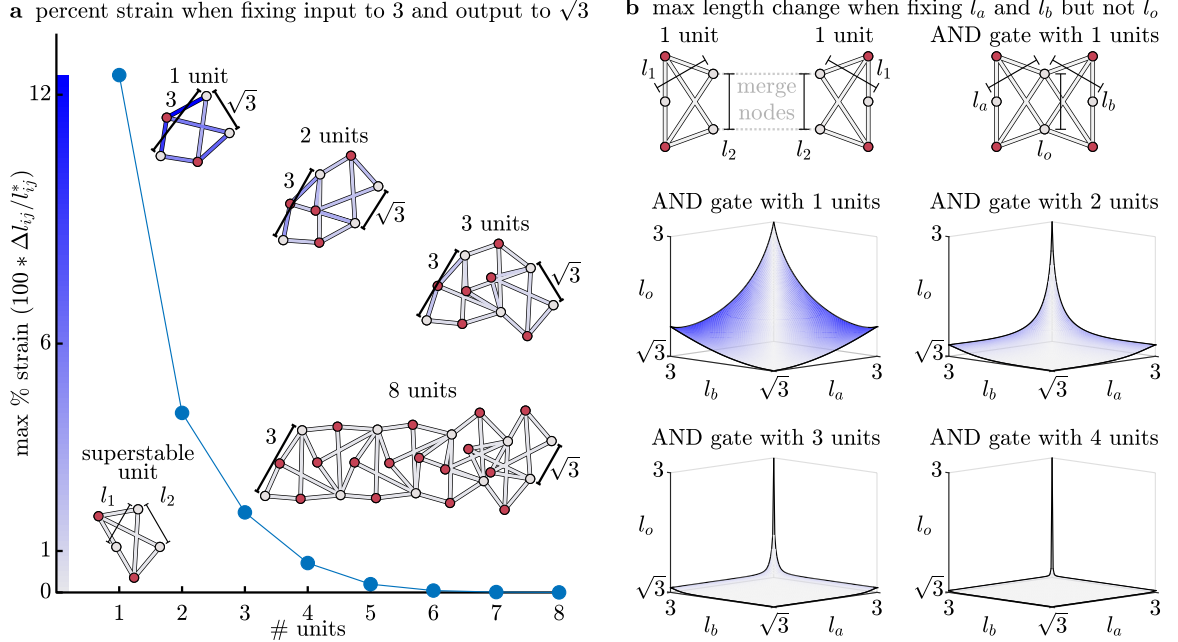 a percent strain when fixing input to 3 and output to √3
max % strain (100 * Δl_ij/l*_ij)
12
6
1
0
1 unit
3
√3
2 units
3
√3
3 units
3
√3
8 units
3
√3
superstable
unit
l_1
l_2
1
2
3
4
5
6
7
8
# units
b max length change when fixing l_a and l_b but not l_o
1 unit
1 unit
AND gate with 1 units
l_1
l_1
merge
nodes
l_2
l_2
l_a
l_b
l_o
AND gate with 1 units
3
l_o
√3
3
l_b
√3
l_a
3
AND gate with 2 units
3
l_o
√3
3
l_b
√3
l_a
3
AND gate with 3 units
3
l_o
√3
3
l_b
√3
l_a
3
AND gate with 4 units
3
l_o
√3
3
l_b
√3
l_a
3